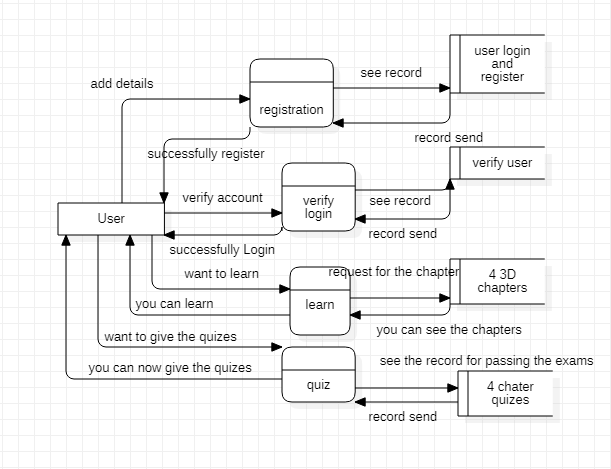 user login
and
register
see record
add details
registration
record send
successfully register
verify user
verify account
verify
login
see record
User
record send
successfully Login
request for the chapter
want to learn
4 3D
chapters
you can learn
learn
you can see the chapters
want to give the quizes
see the record for passing the exams
you can now give the quizes
quiz
4 chater
quizes
record send